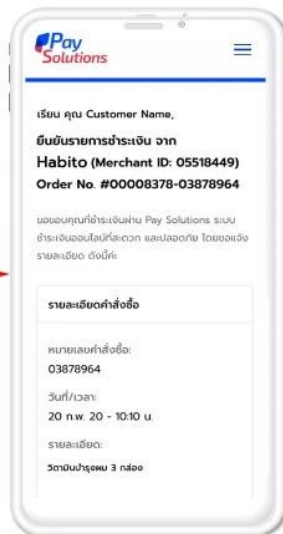 Pay
Solutions
เรียน คุณ Customer Name,
ยืนยันรายการชำระเงิน จาก
Habito (Merchant ID: 05518449)
Order No. #00008378-03878964
ขอบคุณที่ชำระเงินผ่าน Pay Solutions ระบบ
ชำระเงินออนไลน์ที่สะดวก และปลอดภัย โดยขอแจ้ง
รายละเอียด ดังนี้ค่ะ
รายละเอียดคำสั่งซื้อ
หมายเลขคำสั่งซื้อ:
03878964
วันที่/เวลา:
20 ก.พ. 20 - 10:10 น.
รายละเอียด:
วิตามินบำรุงผม 3 กล่อง